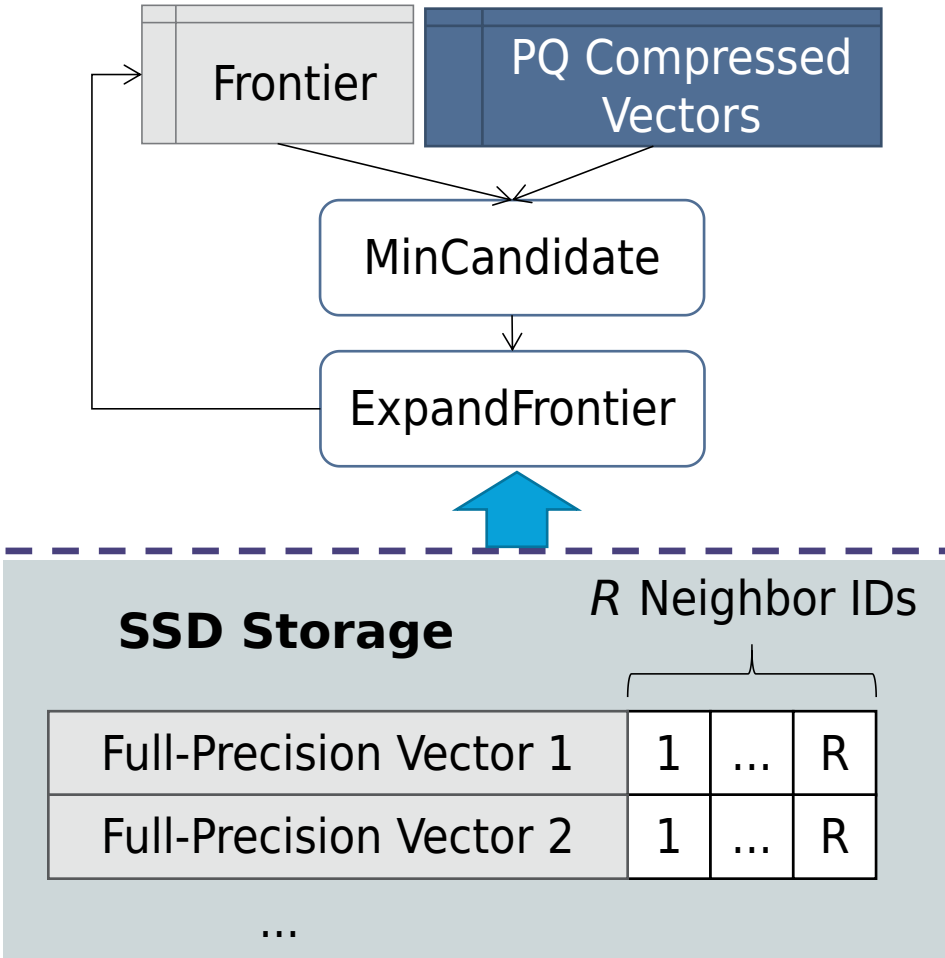 Frontier
PQ Compressed
Vectors
MinCandidate
ExpandFrontier
SSD Storage
R Neighbor IDs
Full-Precision Vector 1 1 ... R
Full-Precision Vector 2 1 ... R
...